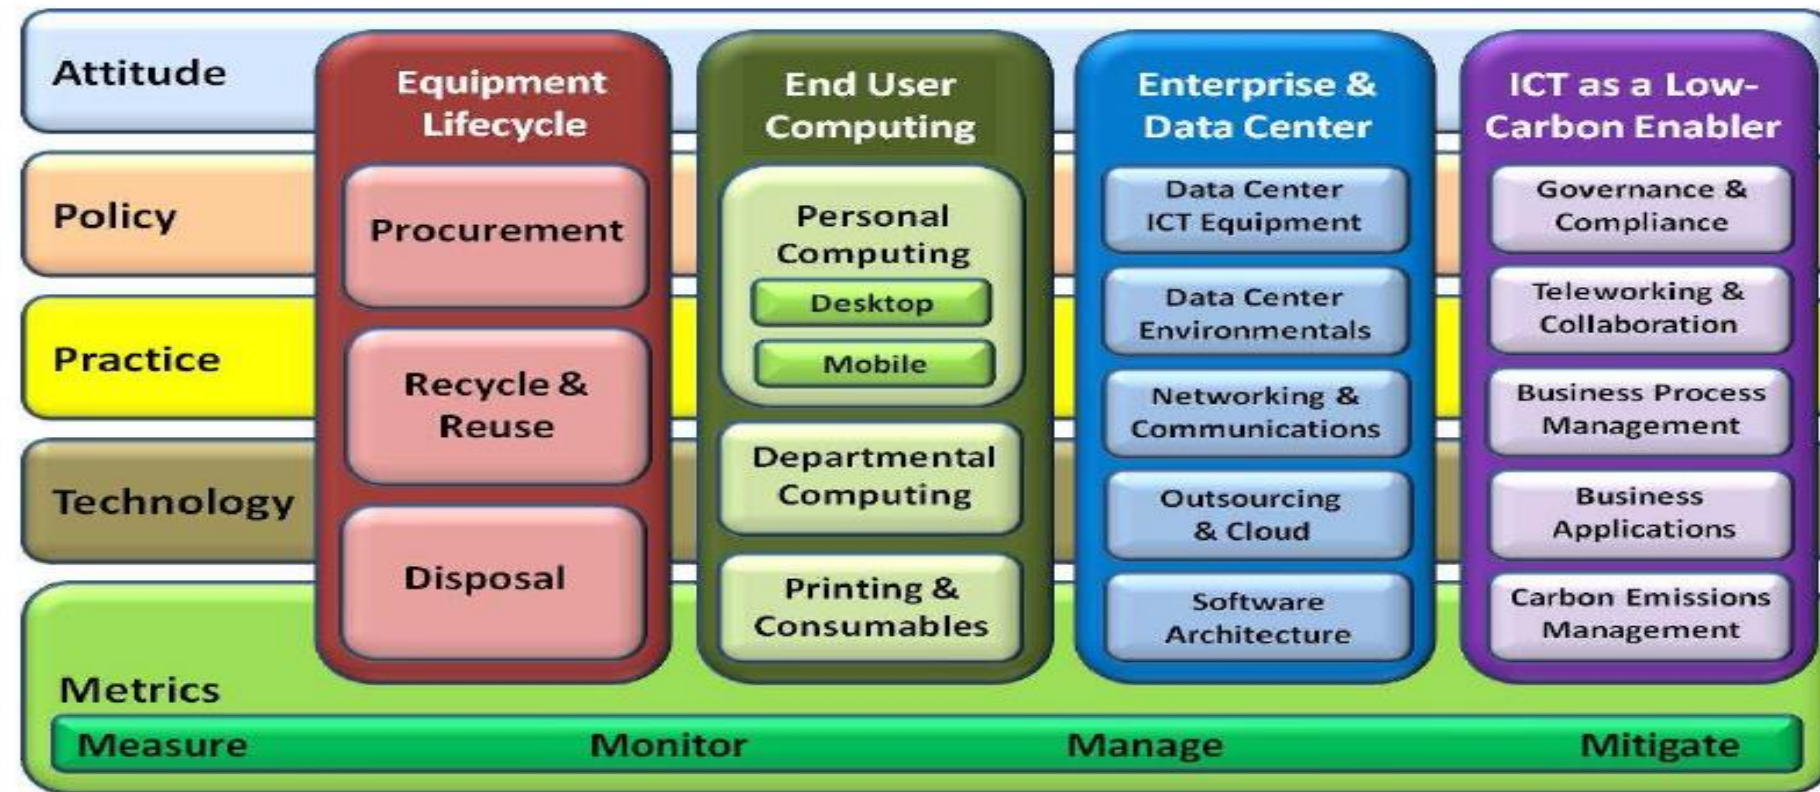 Attitude
Policy
Practice
Technology
Metrics
Equipment
Lifecycle
Procurement
Recycle &
Reuse
Disposal
End User
Computing
Personal
Computing
Desktop
Mobile
Departmental
Computing
Printing &
Consumables
Enterprise &
Data Center
Data Center
ICT Equipment
Data Center
Environmentals
Networking &
Communications
Outsourcing
& Cloud
Software
Architecture
ICT as a Low-
Carbon Enabler
Governance &
Compliance
Teleworking &
Collaboration
Business Process
Management
Business
Applications
Carbon Emissions
Management
Measure Monitor Manage Mitigate